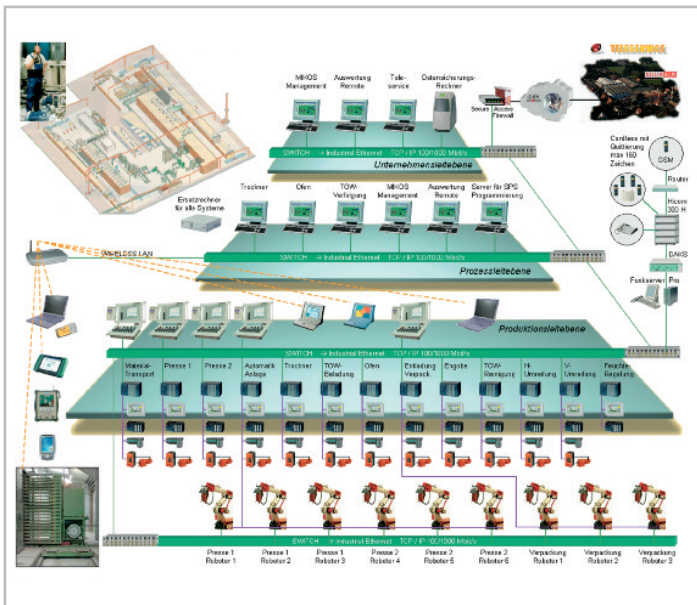 TELESERVICE
MIKOS
Management
Auswertung
Remote
Tele-
service
Datensicherungs-
Rechner
Secure
Access
Firewall
SWITCH → Industrial Ethernet TCP / IP 100/1000 Mbit/s
Unternehmensleitebene
Cordless mit
Quittierung
max 160
Zeichen
GSM
Router
Hicom
300 H
DAKS
Funkserver
Pro
Ersatzrechner
für alle Systeme
Trockner
Ofen
TOW-
Verfolgung
MIKOS
Management
Auswertung
Remote
Server für SPS
Programmierung
WIRELESS LAN
SWITCH → Industrial Ethernet TCP / IP 100/1000 Mbit/s
Prozessleitebene
Produktionsleitebene
SWITCH → Industrial Ethernet TCP / IP 100/1000 Mbit/s
Material-
Transport
Presse 1
Presse 2
Automatik
Anlage
Trockner
TOW-
Beladung
Ofen
Entladung
Verpack.
Engobe
TOW-
Reinigung
H-
Umreifung
V-
Umreifung
Feuchte-
Regelung
SWITCH → Industrial Ethernet TCP / IP 100/1000 Mbit/s
Presse 1
Roboter 1
Presse 1
Roboter 2
Presse 1
Roboter 3
Presse 2
Roboter 4
Presse 2
Roboter 5
Presse 2
Roboter 6
Verpackung
Roboter 1
Verpackung
Roboter 2
Verpackung
Roboter 3